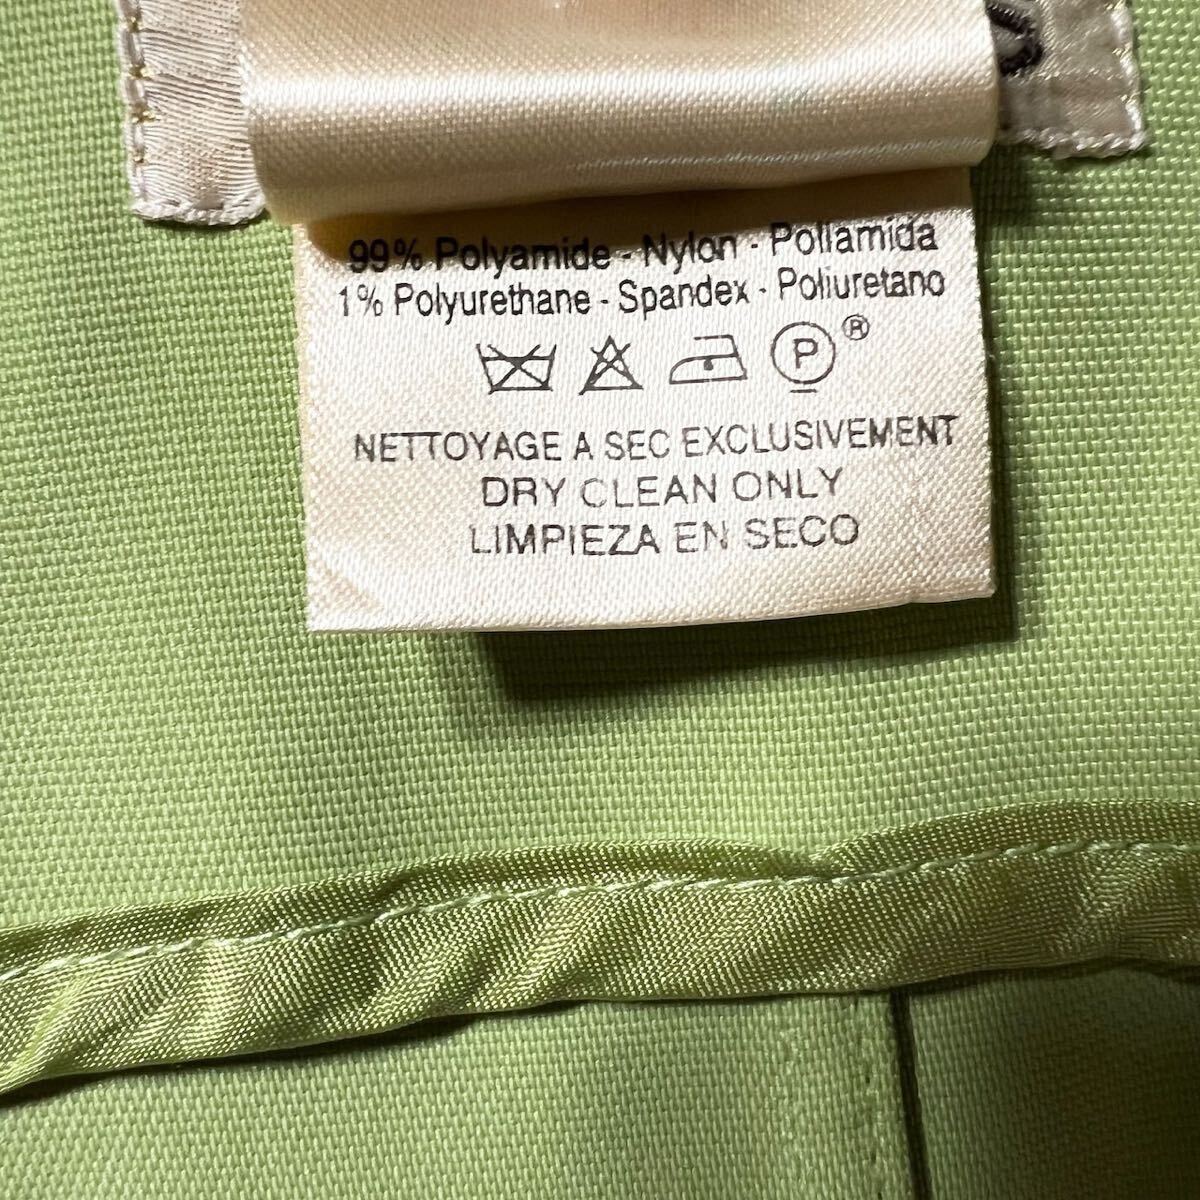 99% Polyamide - Nylon - Poliamida
1% Polyurethane - Spandex - Poliuretano
P ®
NETTOYAGE A SEC EXCLUSIVEMENT
DRY CLEAN ONLY
LIMPIEZA EN SECO